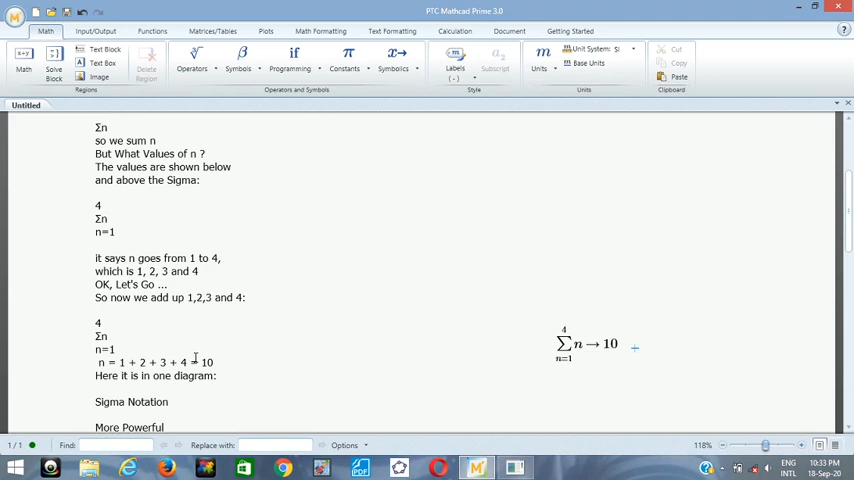 PTC Mathcad Prime 3.0
Math Input/Output Functions Matrices/Tables Plots Math Formatting Text Formatting Calculation Document Getting Started
Math
Solve Block
Text Block
Text Box
Image
Delete Region
Operators
Symbols
Programming
Constants
Symbolics
Labels
(-)
Subscript
Units
Unit System: SI
Base Units
Cut
Copy
Paste
Regions Operators and Symbols Style Units Clipboard
Untitled
Σn
so we sum n
But What Values of n ?
The values are shown below
and above the Sigma:
4
Σn
n=1
it says n goes from 1 to 4,
which is 1, 2, 3 and 4
OK, Let's Go ...
So now we add up 1,2,3 and 4:
4
Σn
n=1
n = 1 + 2 + 3 + 4 = 10
Here it is in one diagram:
Sigma Notation
More Powerful
4
∑ n → 10
n=1
1 / 1 Find: Replace with: Options 118%
ENG 10:33 PM
INTL 18-Sep-20